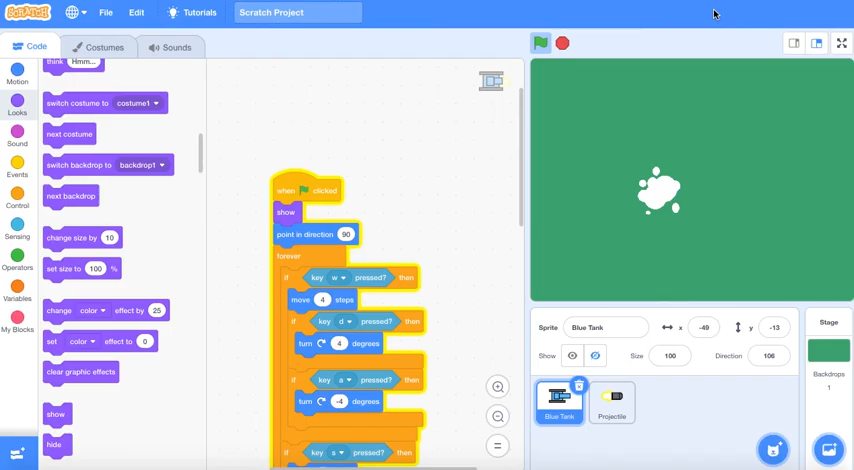 SCRATCH File Edit Tutorials Scratch Project
Code Costumes Sounds
Motion
Looks
Sound
Events
Control
Sensing
Operators
Variables
My Blocks
think Hmm...
switch costume to costume1
next costume
switch backdrop to backdrop1
next backdrop
change size by 10
set size to 100 %
change color effect by 25
set color effect to 0
clear graphic effects
show
hide
when clicked
show
point in direction 90
forever
if key w pressed? then
move 4 steps
if key d pressed? then
turn 4 degrees
if key a pressed? then
turn -4 degrees
if key s pressed? then
Sprite Blue Tank x -49 y -13
Show Size 100 Direction 106
Blue Tank
Projectile
Stage
Backdrops
1